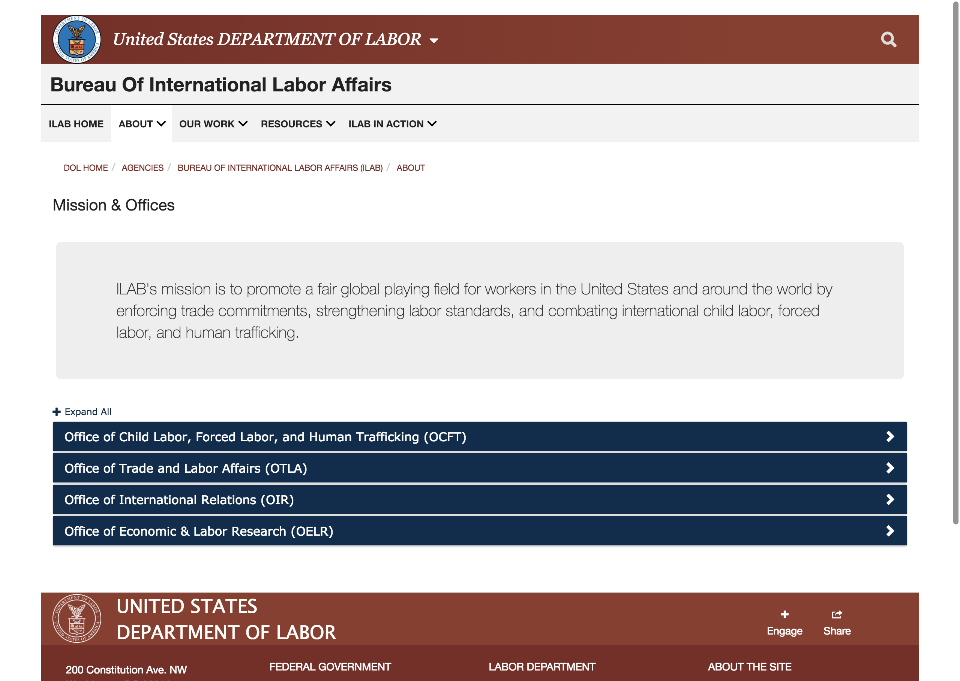 United States DEPARTMENT OF LABOR
Bureau Of International Labor Affairs
ILAB HOME ABOUT OUR WORK RESOURCES ILAB IN ACTION
DOL HOME / AGENCIES / BUREAU OF INTERNATIONAL LABOR AFFAIRS (ILAB) / ABOUT
Mission & Offices
ILAB's mission is to promote a fair global playing field for workers in the United States and around the world by
enforcing trade commitments, strengthening labor standards, and combating international child labor, forced
labor, and human trafficking.
Expand All
Office of Child Labor, Forced Labor, and Human Trafficking (OCFT)
Office of Trade and Labor Affairs (OTLA)
Office of International Relations (OIR)
Office of Economic & Labor Research (OELR)
UNITED STATES
DEPARTMENT OF LABOR
Engage Share
200 Constitution Ave. NW FEDERAL GOVERNMENT LABOR DEPARTMENT ABOUT THE SITE